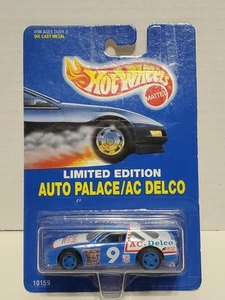 FOR AGES OVER 3
DIE CAST METAL
HOT WHEELS
MATTEL
LIMITED EDITION
AUTO PALACE/AC DELCO
9
AC-Delco
10159